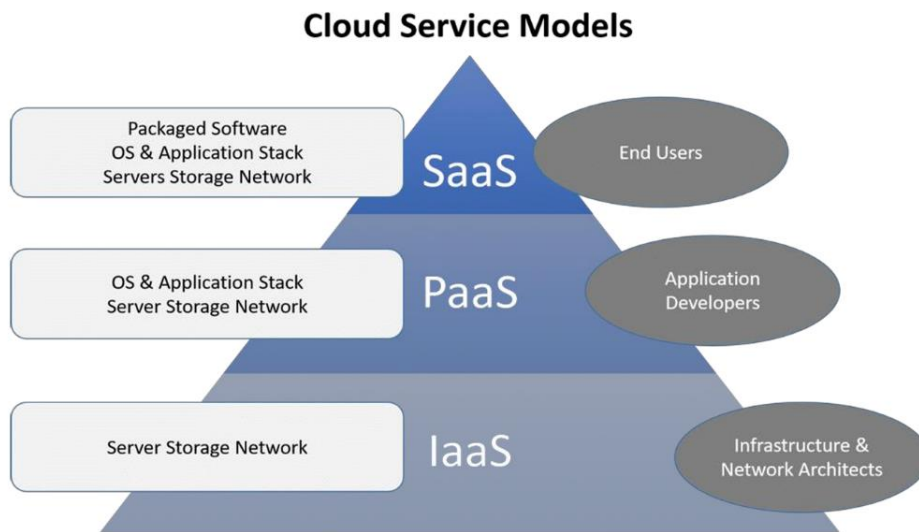 Cloud Service Models
Packaged Software
OS & Application Stack
Servers Storage Network
SaaS
End Users
OS & Application Stack
Server Storage Network
PaaS
Application
Developers
Server Storage Network
IaaS
Infrastructure &
Network Architects